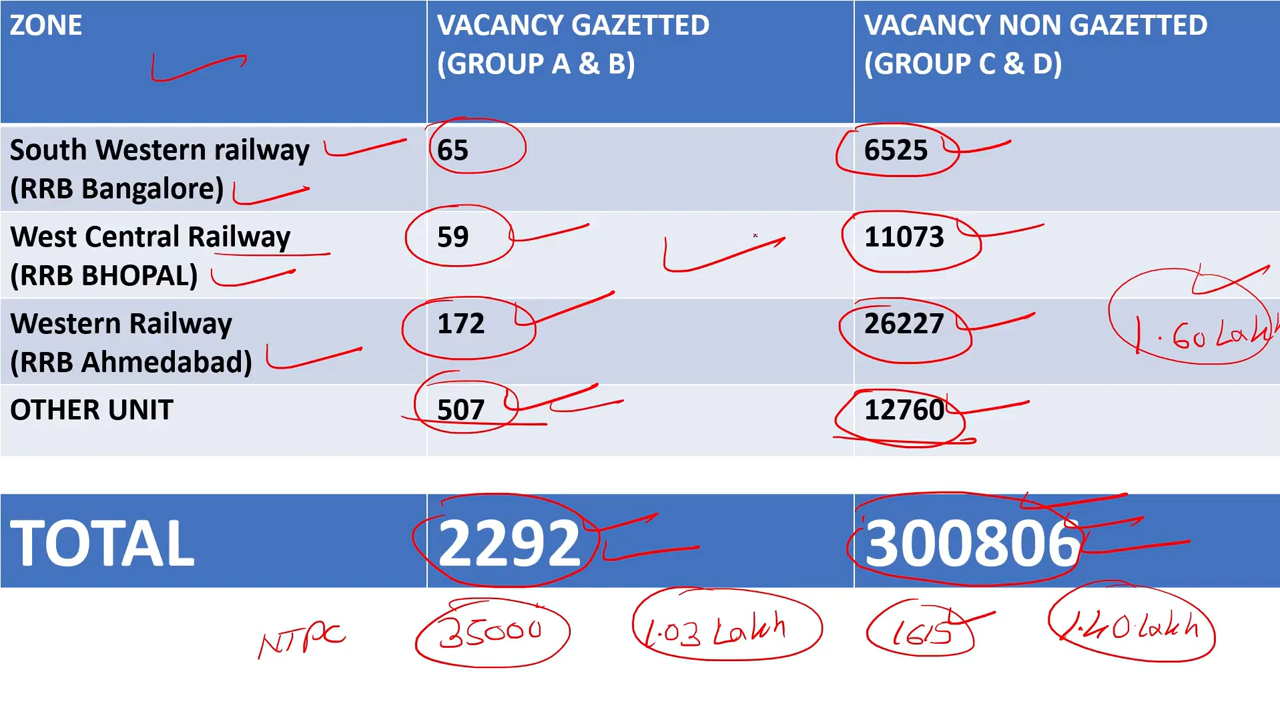 ZONE
VACANCY GAZETTED
(GROUP A & B)
VACANCY NON GAZETTED
(GROUP C & D)
South Western railway
(RRB Bangalore)
65
6525
West Central Railway
(RRB BHOPAL)
59
11073
Western Railway
(RRB Ahmedabad)
172
26227
1.60 Lakh
OTHER UNIT
507
12760
TOTAL
2292
300806
NTPC
35000
1.03 Lakh
1615
1.40 Lakh